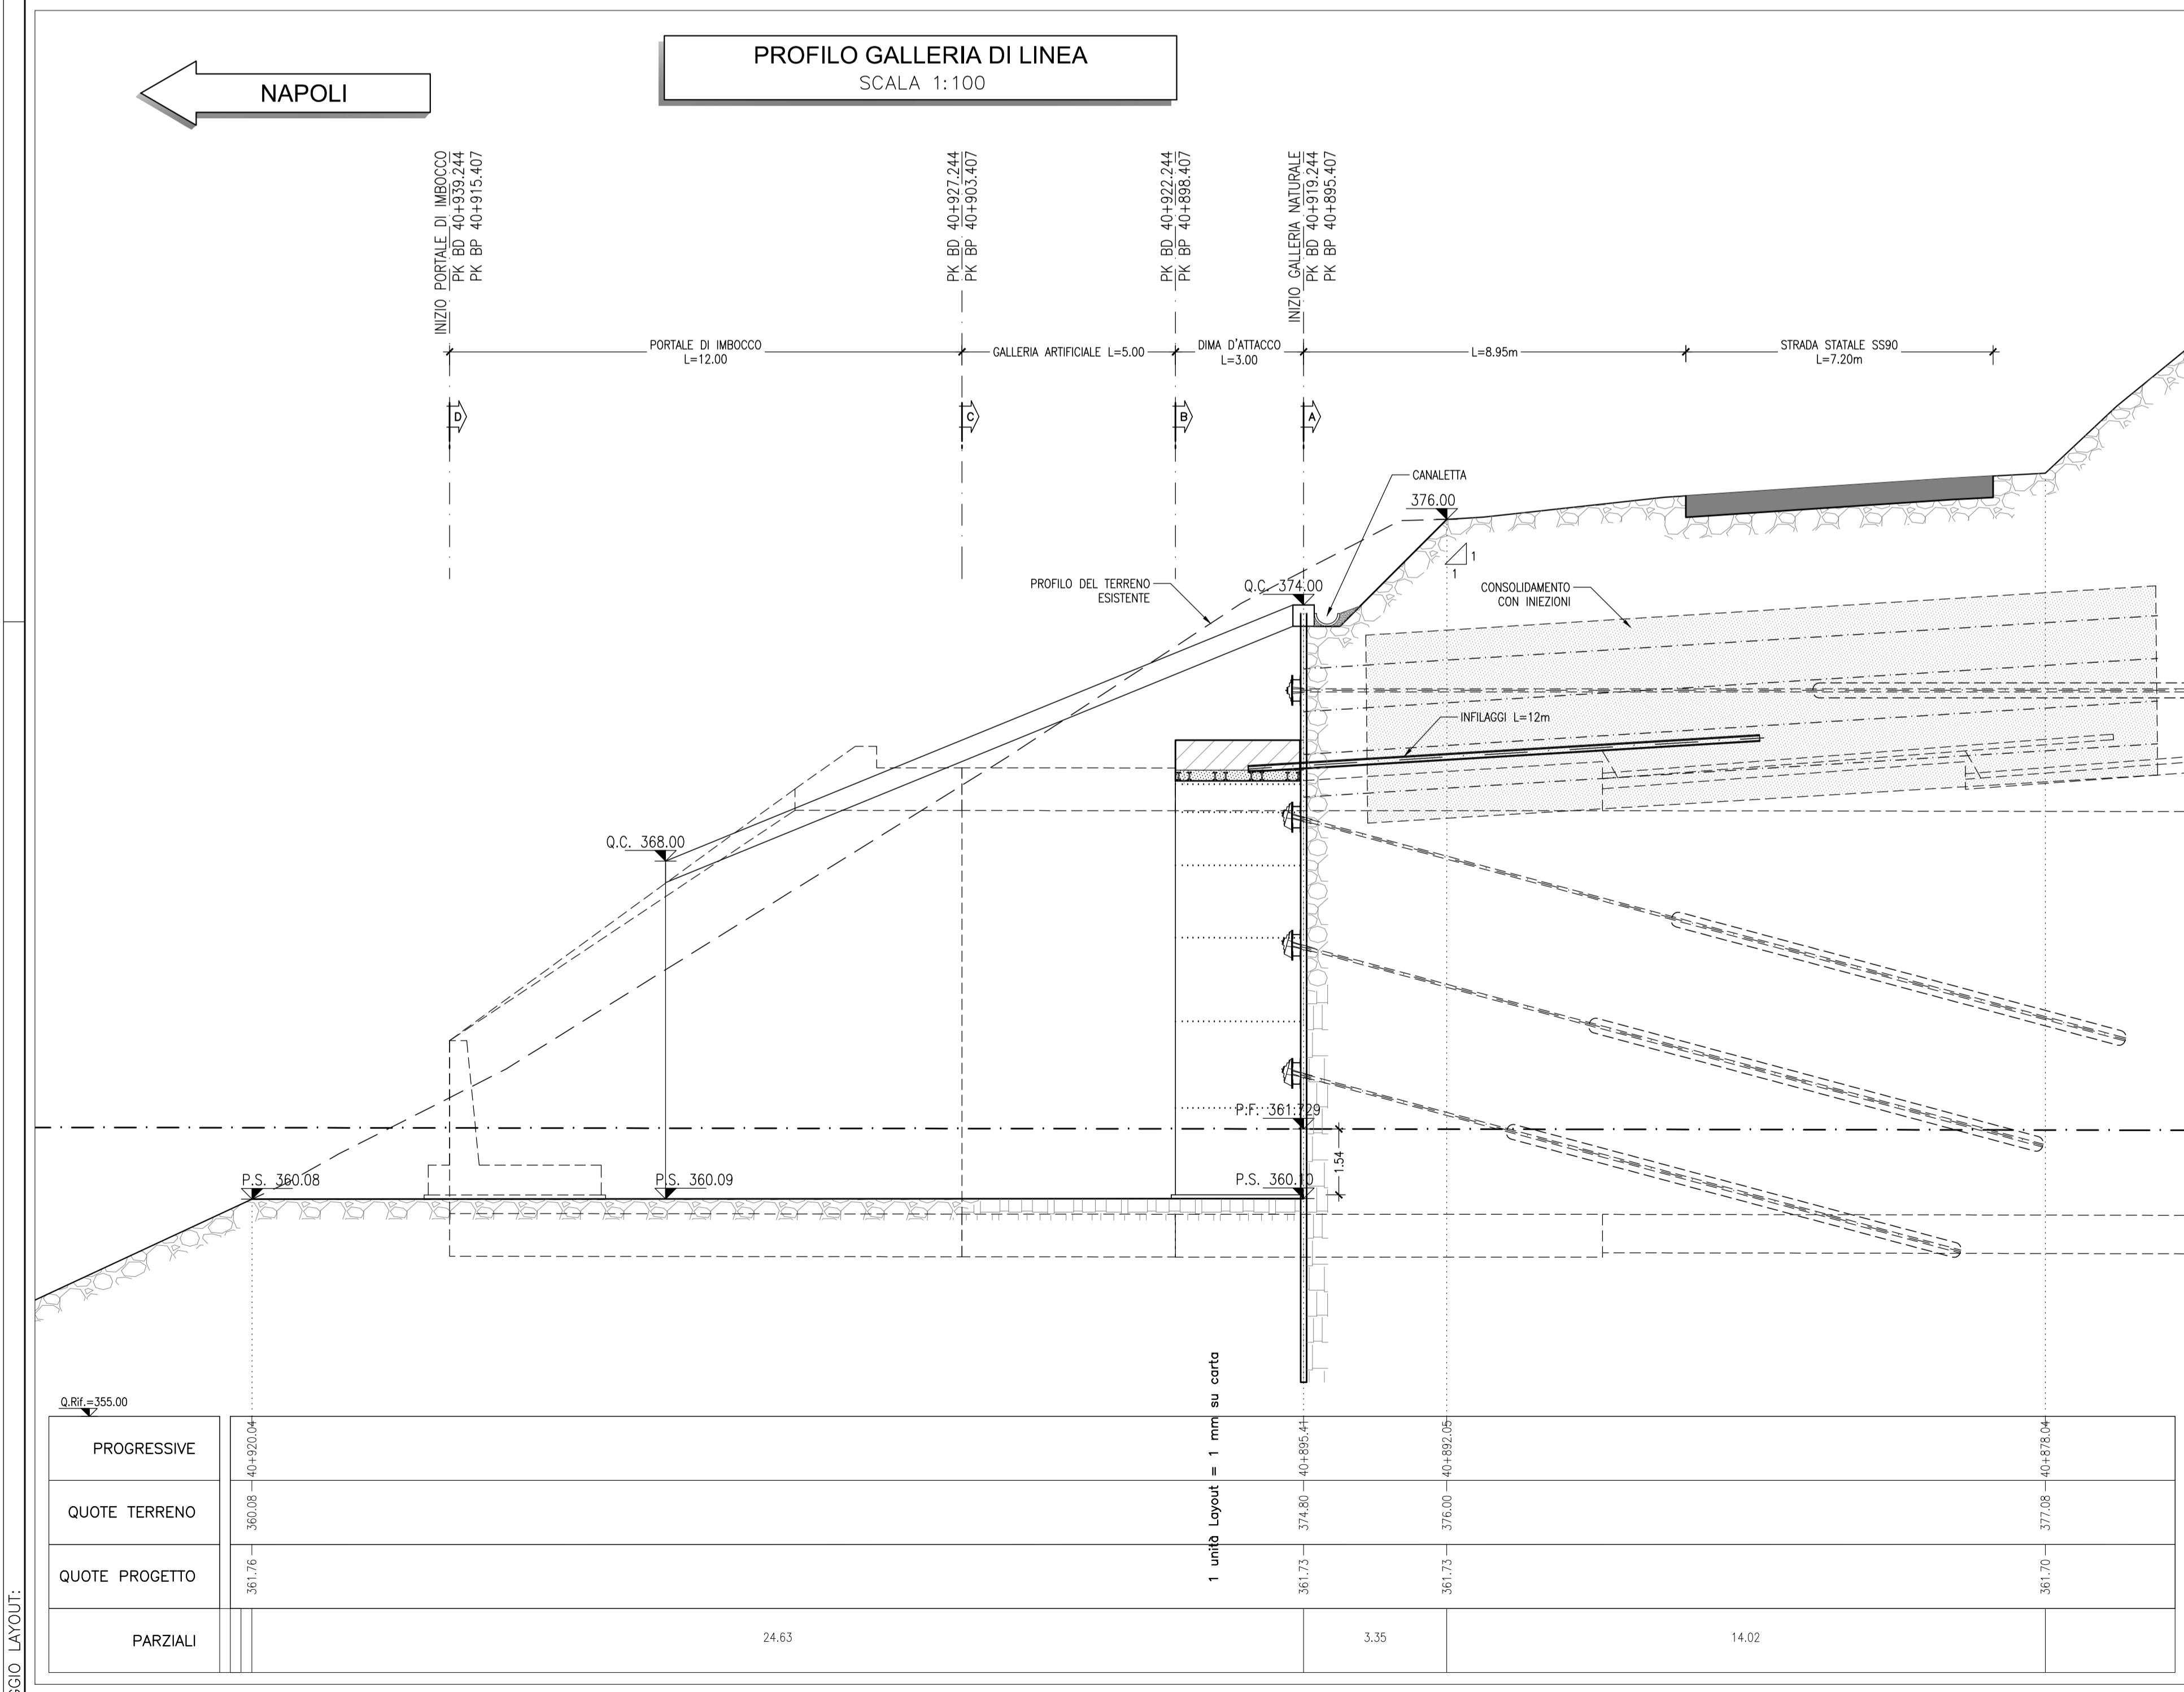 NAPOLI
PROFILO GALLERIA DI LINEA
SCALA 1:100
INIZIO PORTALE DI IMBOCCO
PK BD 40+939.244
PK BP 40+915.407
PK BD 40+927.244
PK BP 40+903.407
PK BD 40+922.244
PK BP 40+898.407
INIZIO GALLERIA NATURALE
PK BD 40+919.244
PK BP 40+895.407
PORTALE DI IMBOCCO
L=12.00
GALLERIA ARTIFICIALE L=5.00
DIMA D'ATTACCO
L=3.00
L=8.95m
STRADA STATALE SS90
L=7.20m
D
C
B
A
CANALETTA
376.00
1
1
PROFILO DEL TERRENO
ESISTENTE
Q.C. 374.00
CONSOLIDAMENTO
CON INIEZIONI
INFILAGGI L=12m
Q.C. 368.00
P.F. 361.729
1.54
P.S. 360.08
P.S. 360.09
P.S. 360.10
1 unità Layout = 1 mm su carta
Q.Rif.=355.00
PROGRESSIVE
40+920.04
40+895.41
40+892.05
40+878.04
QUOTE TERRENO
360.08
374.80
376.00
377.08
QUOTE PROGETTO
361.76
361.73
361.73
361.70
PARZIALI
24.63
3.35
14.02
LAYOUT: